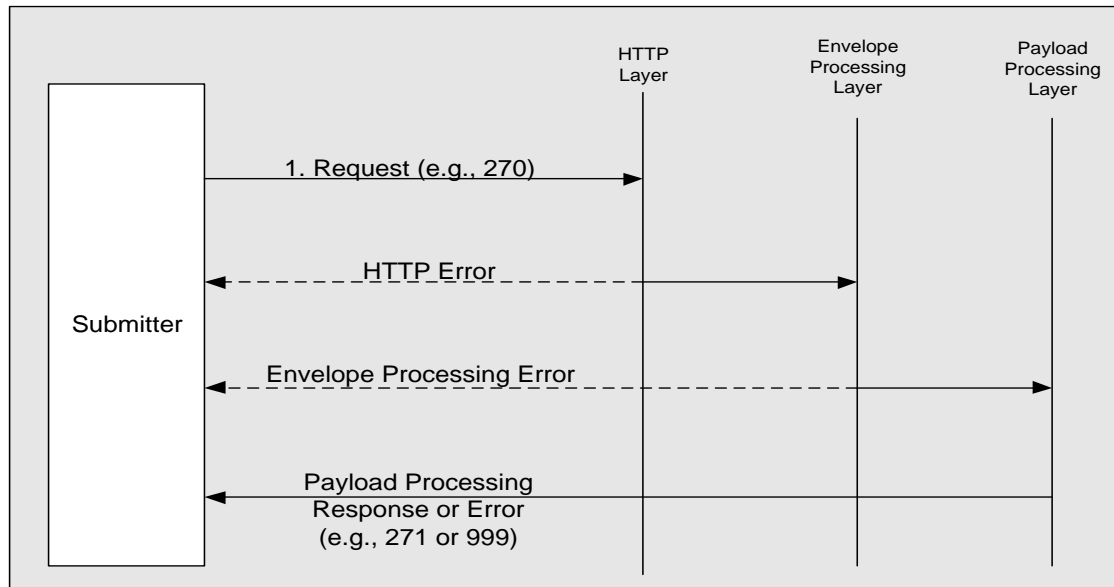 HTTP
Layer
Envelope
Processing
Layer
Payload
Processing
Layer
1. Request (e.g., 270)
HTTP Error
Submitter
Envelope Processing Error
Payload Processing
Response or Error
(e.g., 271 or 999)